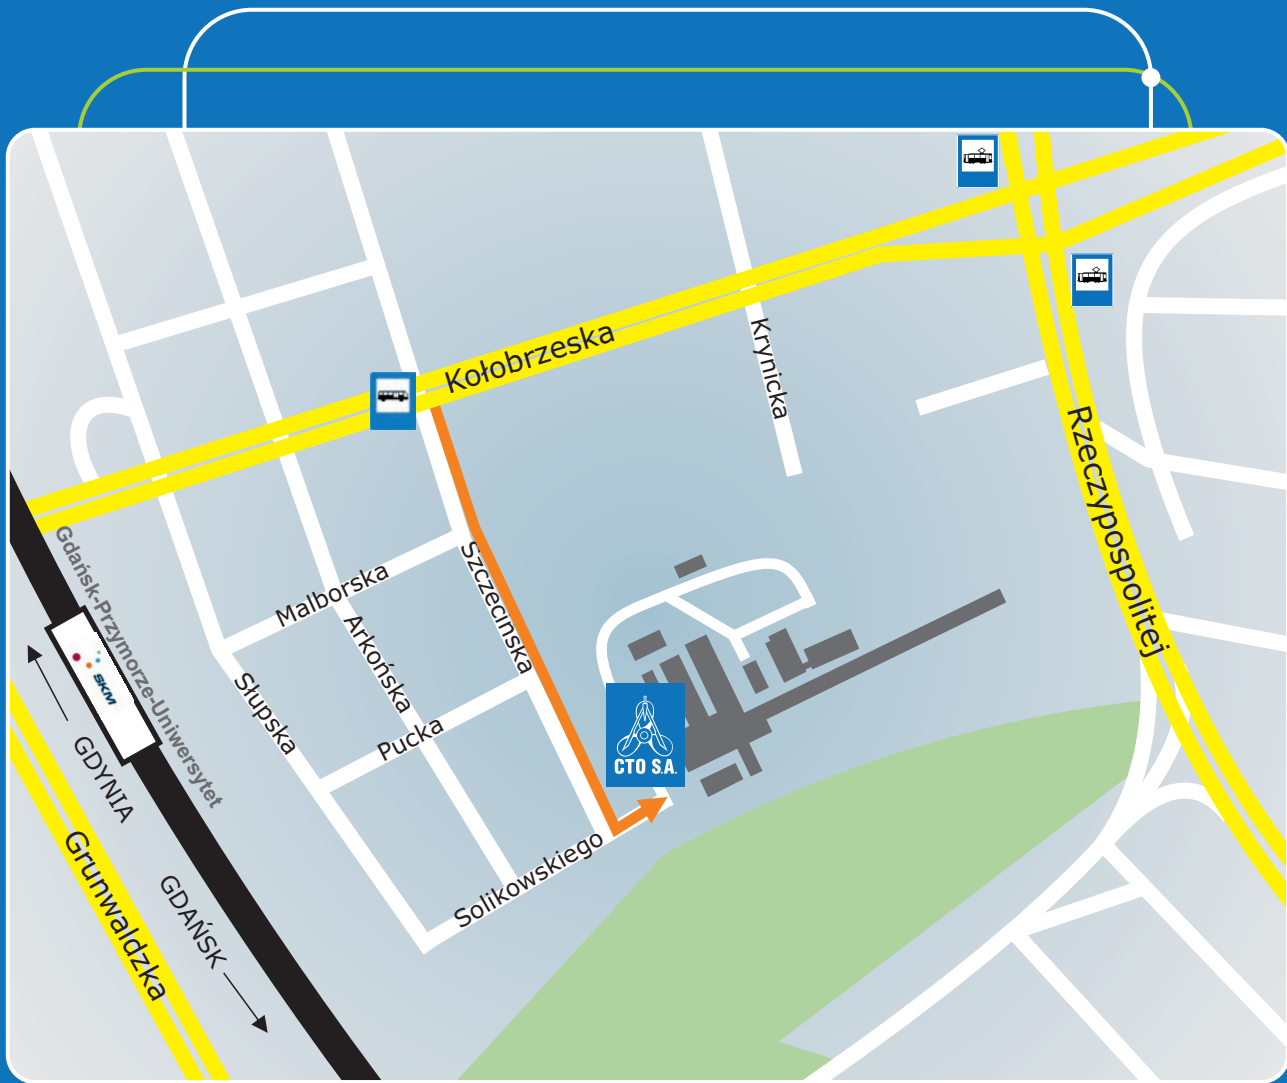 Kołobrzeska
Krynicka
Rzeczypospolitej
Gdańsk-Przymorze-Uniwersytet
SKM
Malborska
Szczecińska
Arkońska
Słupska
Pucka
CTO S.A.
GDYNIA
Grunwaldzka
GDAŃSK
Solikowskiego